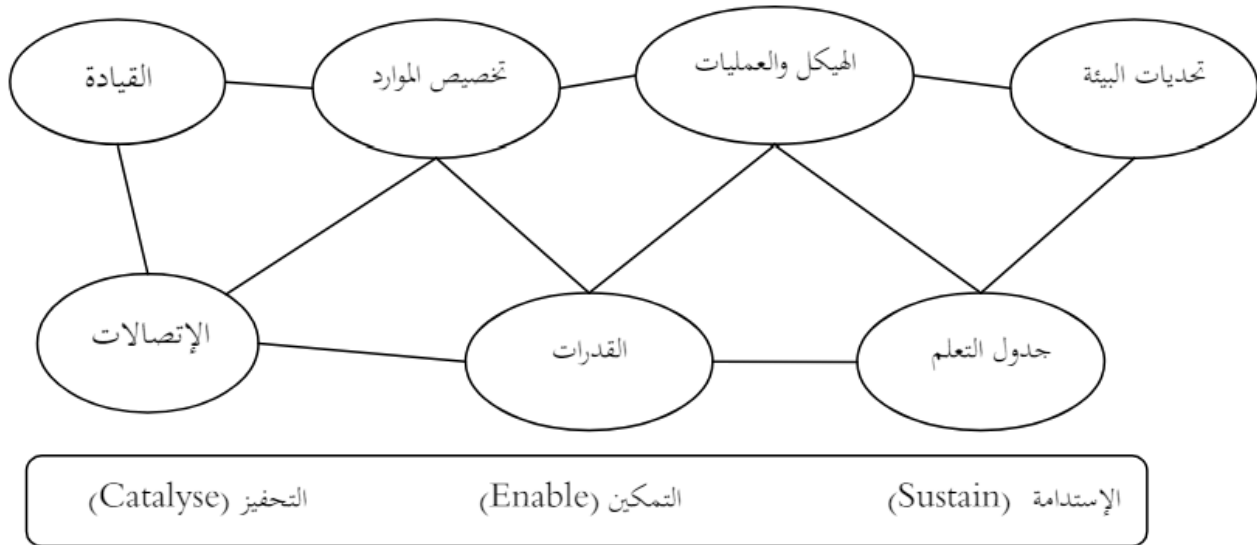 تحديات البيئة
الهيكل والعمليات
تخصيص الموارد
القيادة
جدول التعلم
القدرات
الإتصالات
الإستدامة (Sustain)
التمكين (Enable)
التحفيز (Catalyse)